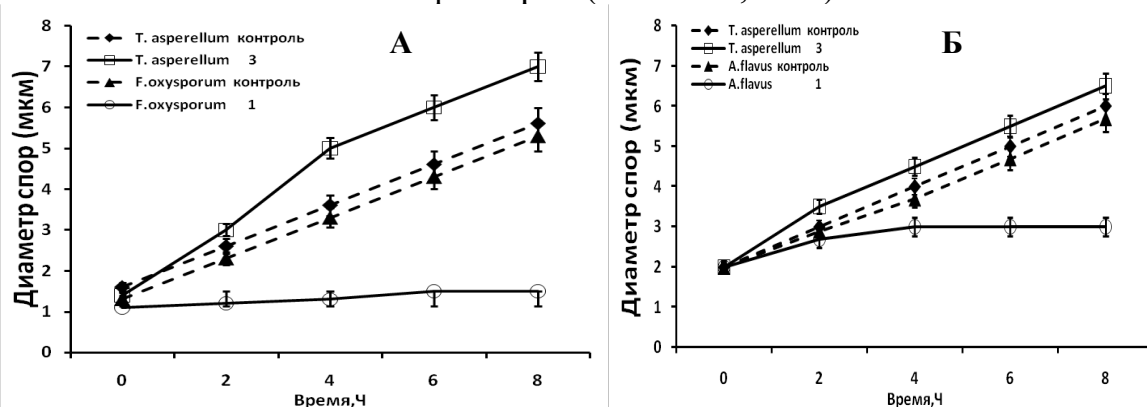 T. asperellum контроль
T. asperellum 3
F.oxysporum контроль
F.oxysporum 1
А
Диаметр спор (мкм)
8
7
6
5
4
3
2
1
0
0 2 4 6 8
Время,Ч
T. asperellum контроль
T. asperellum 3
A.flavus контроль
A.flavus 1
Б
Диаметр спор (мкм)
8
7
6
5
4
3
2
1
0
0 2 4 6 8
Время,Ч